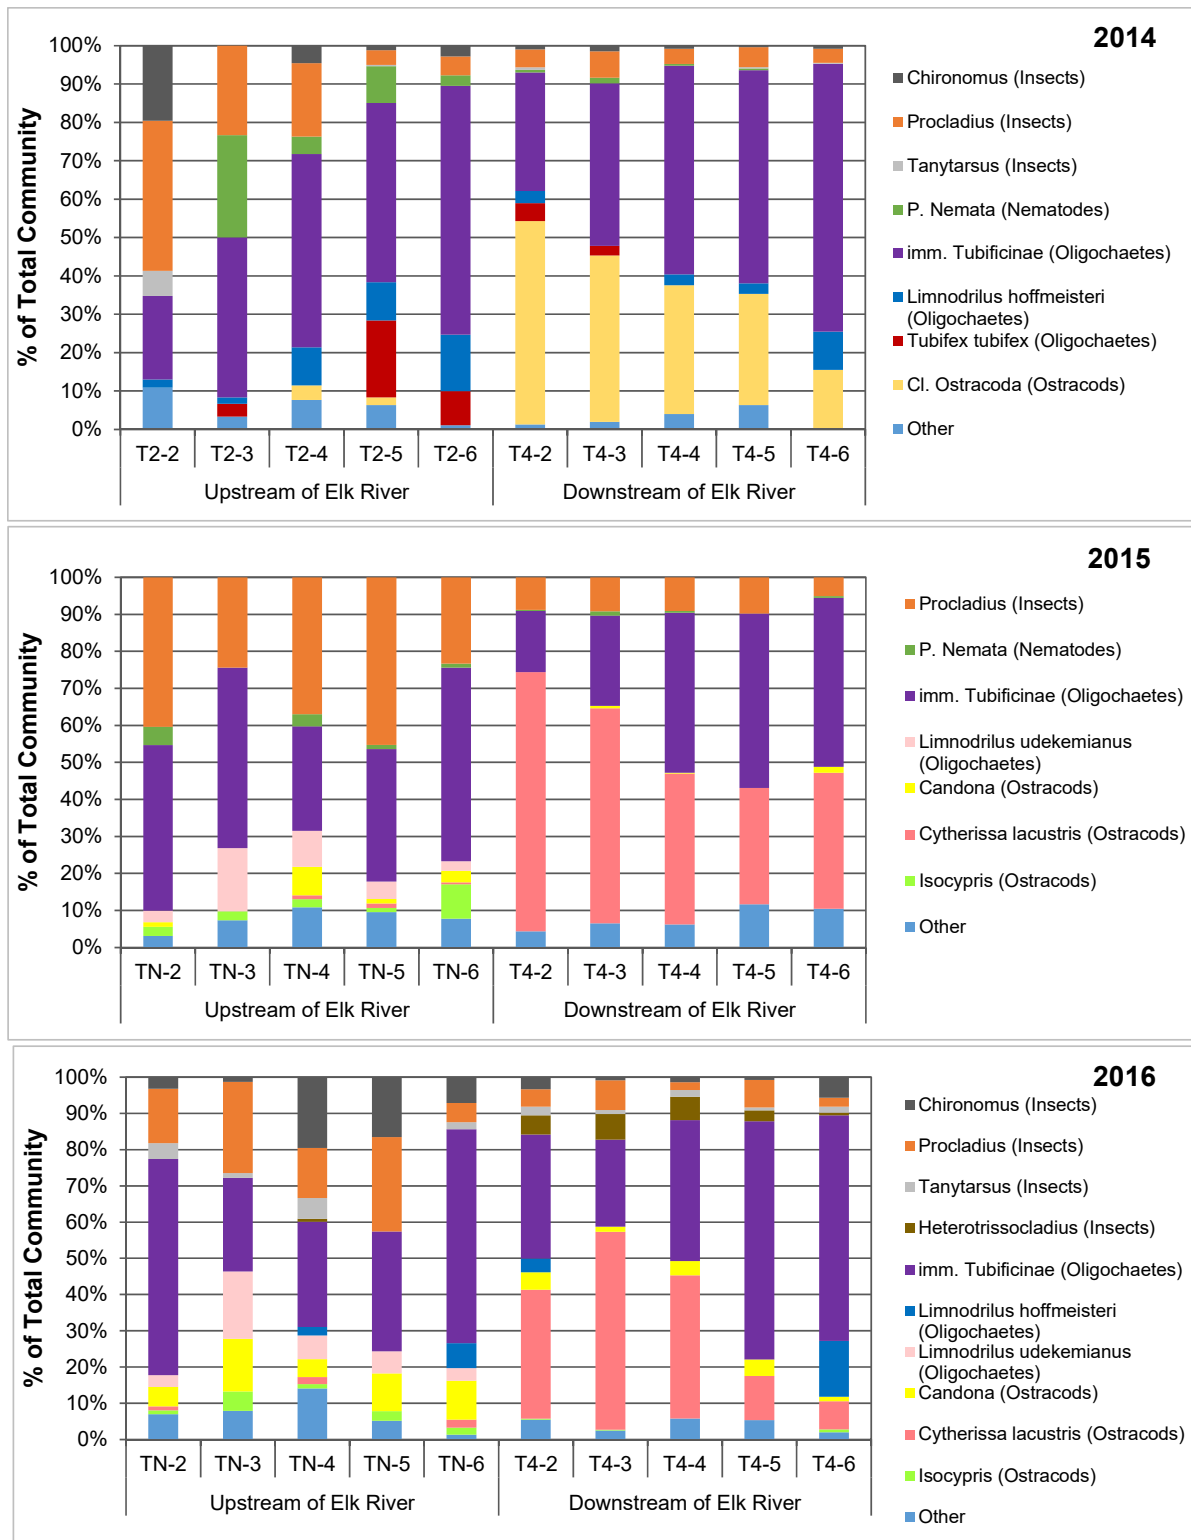 2014
% of Total Community
100%
90%
80%
70%
60%
50%
40%
30%
20%
10%
0%
T2-2 T2-3 T2-4 T2-5 T2-6 T4-2 T4-3 T4-4 T4-5 T4-6
Upstream of Elk River Downstream of Elk River
Chironomus (Insects)
Procladius (Insects)
Tanytarsus (Insects)
P. Nemata (Nematodes)
imm. Tubificinae (Oligochaetes)
Limnodrilus hoffmeisteri
(Oligochaetes)
Tubifex tubifex (Oligochaetes)
Cl. Ostracoda (Ostracods)
Other
2015
% of Total Community
100%
90%
80%
70%
60%
50%
40%
30%
20%
10%
0%
TN-2 TN-3 TN-4 TN-5 TN-6 T4-2 T4-3 T4-4 T4-5 T4-6
Upstream of Elk River Downstream of Elk River
Procladius (Insects)
P. Nemata (Nematodes)
imm. Tubificinae (Oligochaetes)
Limnodrilus udekemianus
(Oligochaetes)
Candona (Ostracods)
Cytherissa lacustris (Ostracods)
Isocypris (Ostracods)
Other
2016
% of Total Community
100%
90%
80%
70%
60%
50%
40%
30%
20%
10%
0%
TN-2 TN-3 TN-4 TN-5 TN-6 T4-2 T4-3 T4-4 T4-5 T4-6
Upstream of Elk River Downstream of Elk River
Chironomus (Insects)
Procladius (Insects)
Tanytarsus (Insects)
Heterotrissocladius (Insects)
imm. Tubificinae (Oligochaetes)
Limnodrilus hoffmeisteri
(Oligochaetes)
Limnodrilus udekemianus
(Oligochaetes)
Candona (Ostracods)
Cytherissa lacustris (Ostracods)
Isocypris (Ostracods)
Other